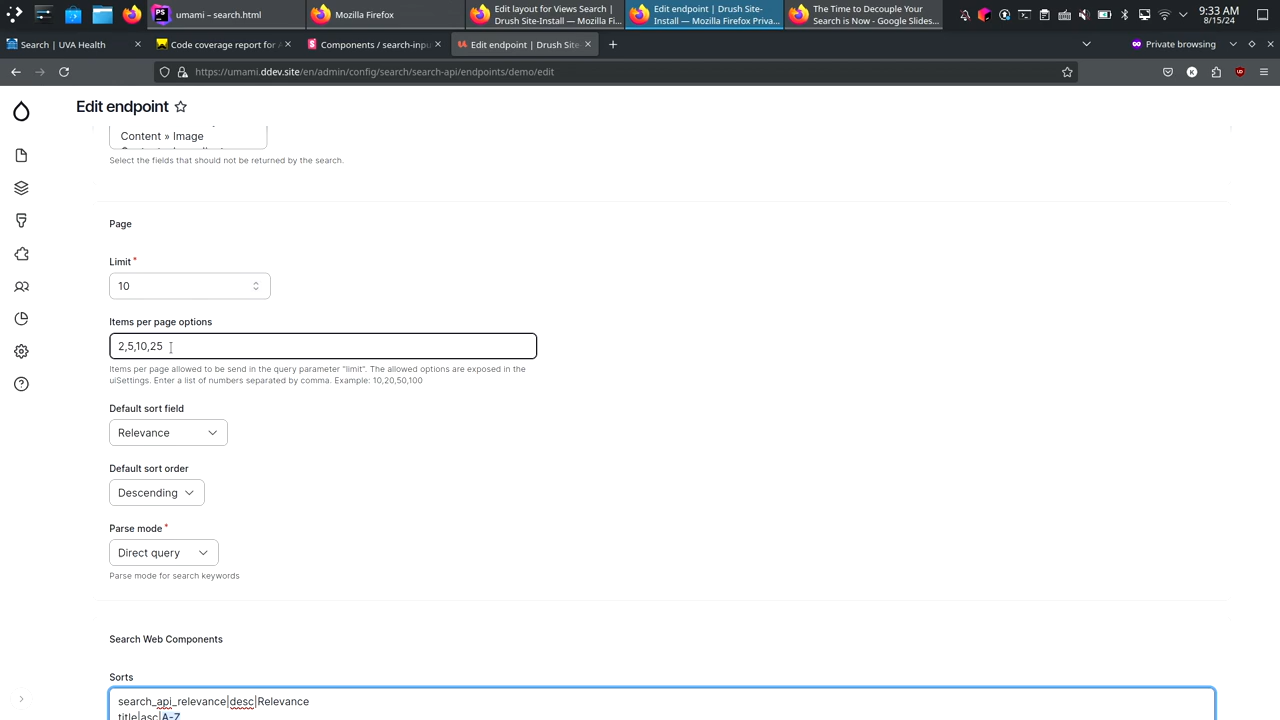 umami – search.html
Mozilla Firefox
Edit layout for Views Search |
Drush Site-Install — Mozilla Fi...
Edit endpoint | Drush Site-
Install — Mozilla Firefox Priva...
The Time to Decouple Your
Search is Now - Google Slides...
9:33 AM
8/15/24
Search | UVA Health
Code coverage report for A
Components / search-inpu
Edit endpoint | Drush Site-
Private browsing
https://umami.ddev.site/en/admin/config/search/search-api/endpoints/demo/edit
Edit endpoint
Content » Image
Select the fields that should not be returned by the search.
Page
Limit *
10
Items per page options
2,5,10,25
Items per page allowed to be send in the query parameter "limit". The allowed options are exposed in the
uiSettings. Enter a list of numbers separated by comma. Example: 10,20,50,100
Default sort field
Relevance
Default sort order
Descending
Parse mode *
Direct query
Parse mode for search keywords
Search Web Components
Sorts
search_api_relevance|desc|Relevance
title|asc|A-Z